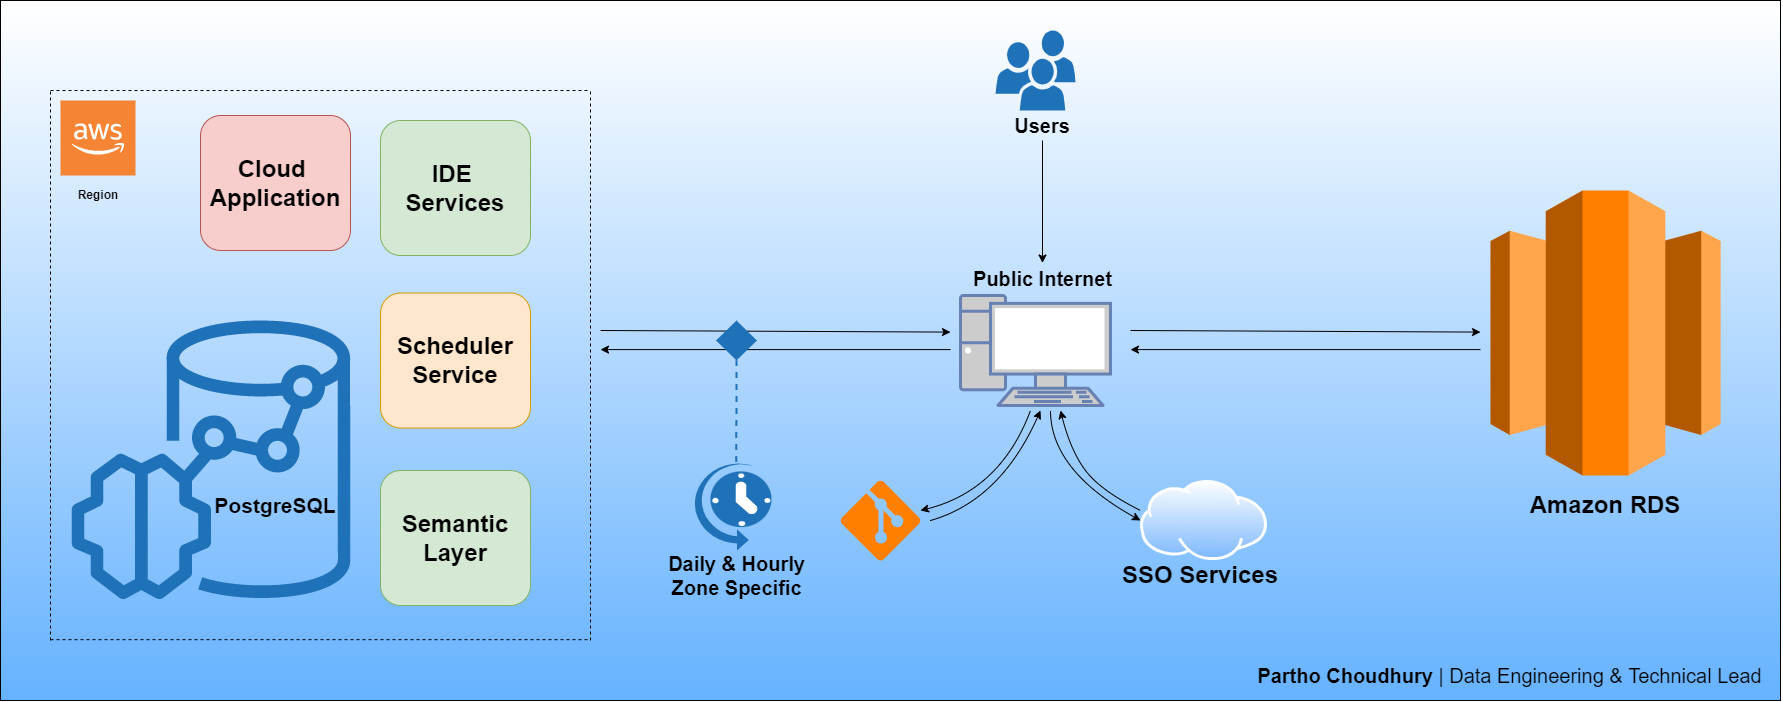 aws
Region
Cloud
Application
IDE
Services
Scheduler
Service
PostgreSQL
Semantic
Layer
Daily & Hourly
Zone Specific
Users
Public Internet
SSO Services
Amazon RDS
Partho Choudhury | Data Engineering & Technical Lead